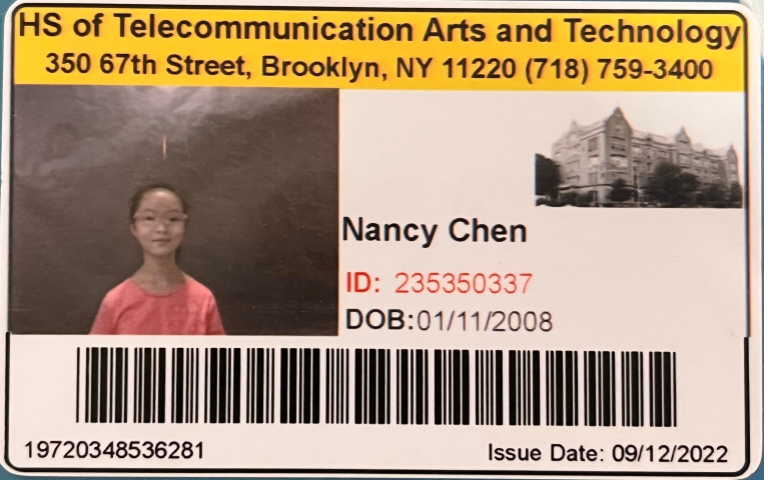 HS of Telecommunication Arts and Technology
350 67th Street, Brooklyn, NY 11220 (718) 759-3400
Nancy Chen
ID: 235350337
DOB:01/11/2008
19720348536281
Issue Date: 09/12/2022